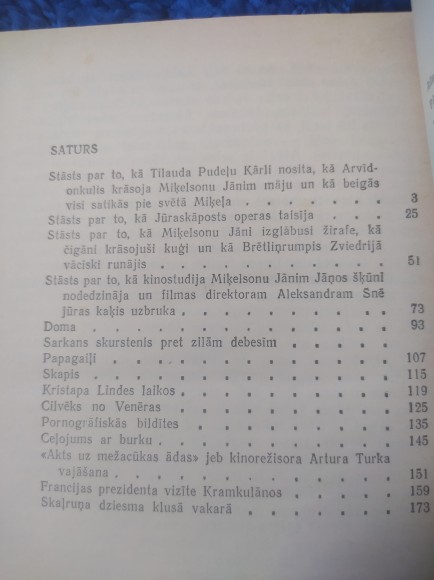 SATURS
Stāsts par to, kā Tilauda Pudeļu Kārli nosita, kā Arvīd-
onkulis krāsoja Miķelsonu Jānim māju un kā beigās
visi satikās pie svētā Miķeļa . . . . . . . 3
Stāsts par to, kā Jūraskāposts operas taisīja . . . 25
Stāsts par to, kā Miķelsonu Jāni izglābusi žirafe, kā
čigāni krāsojuši kuģi un kā Brētliņrumpis Zviedrijā
vāciski runājis . . . . . . . . . . 51
Stāsts par to, kā kinostudija Miķelsonu Jānim Jāņos šķūni
nodedzināja un filmas direktoram Aleksandram Snē
jūras kaķis uzbruka . . . . . . . . . 73
Doma . . . . . . . . . . . . 93
Sarkans skurstenis pret zilām debesīm . . . .
Papagaiļi . . . . . . . . . . . 107
Skapis . . . . . . . . . . . . 115
Kristapa Lindes laikos . . . . . . . . 119
Cilvēks no Venēras . . . . . . . . . 125
Pornogrāfiskās bildītes . . . . . . . . 135
Ceļojums ar burku . . . . . . . . . 145
«Akts uz mežacūkas ādas» jeb kinorežisora Artura Turka
vajāšana . . . . . . . . . . . 151
Francijas prezidenta vizīte Kramkulānos . . . . 159
Skaļruņa dziesma klusā vakarā . . . . . . 173